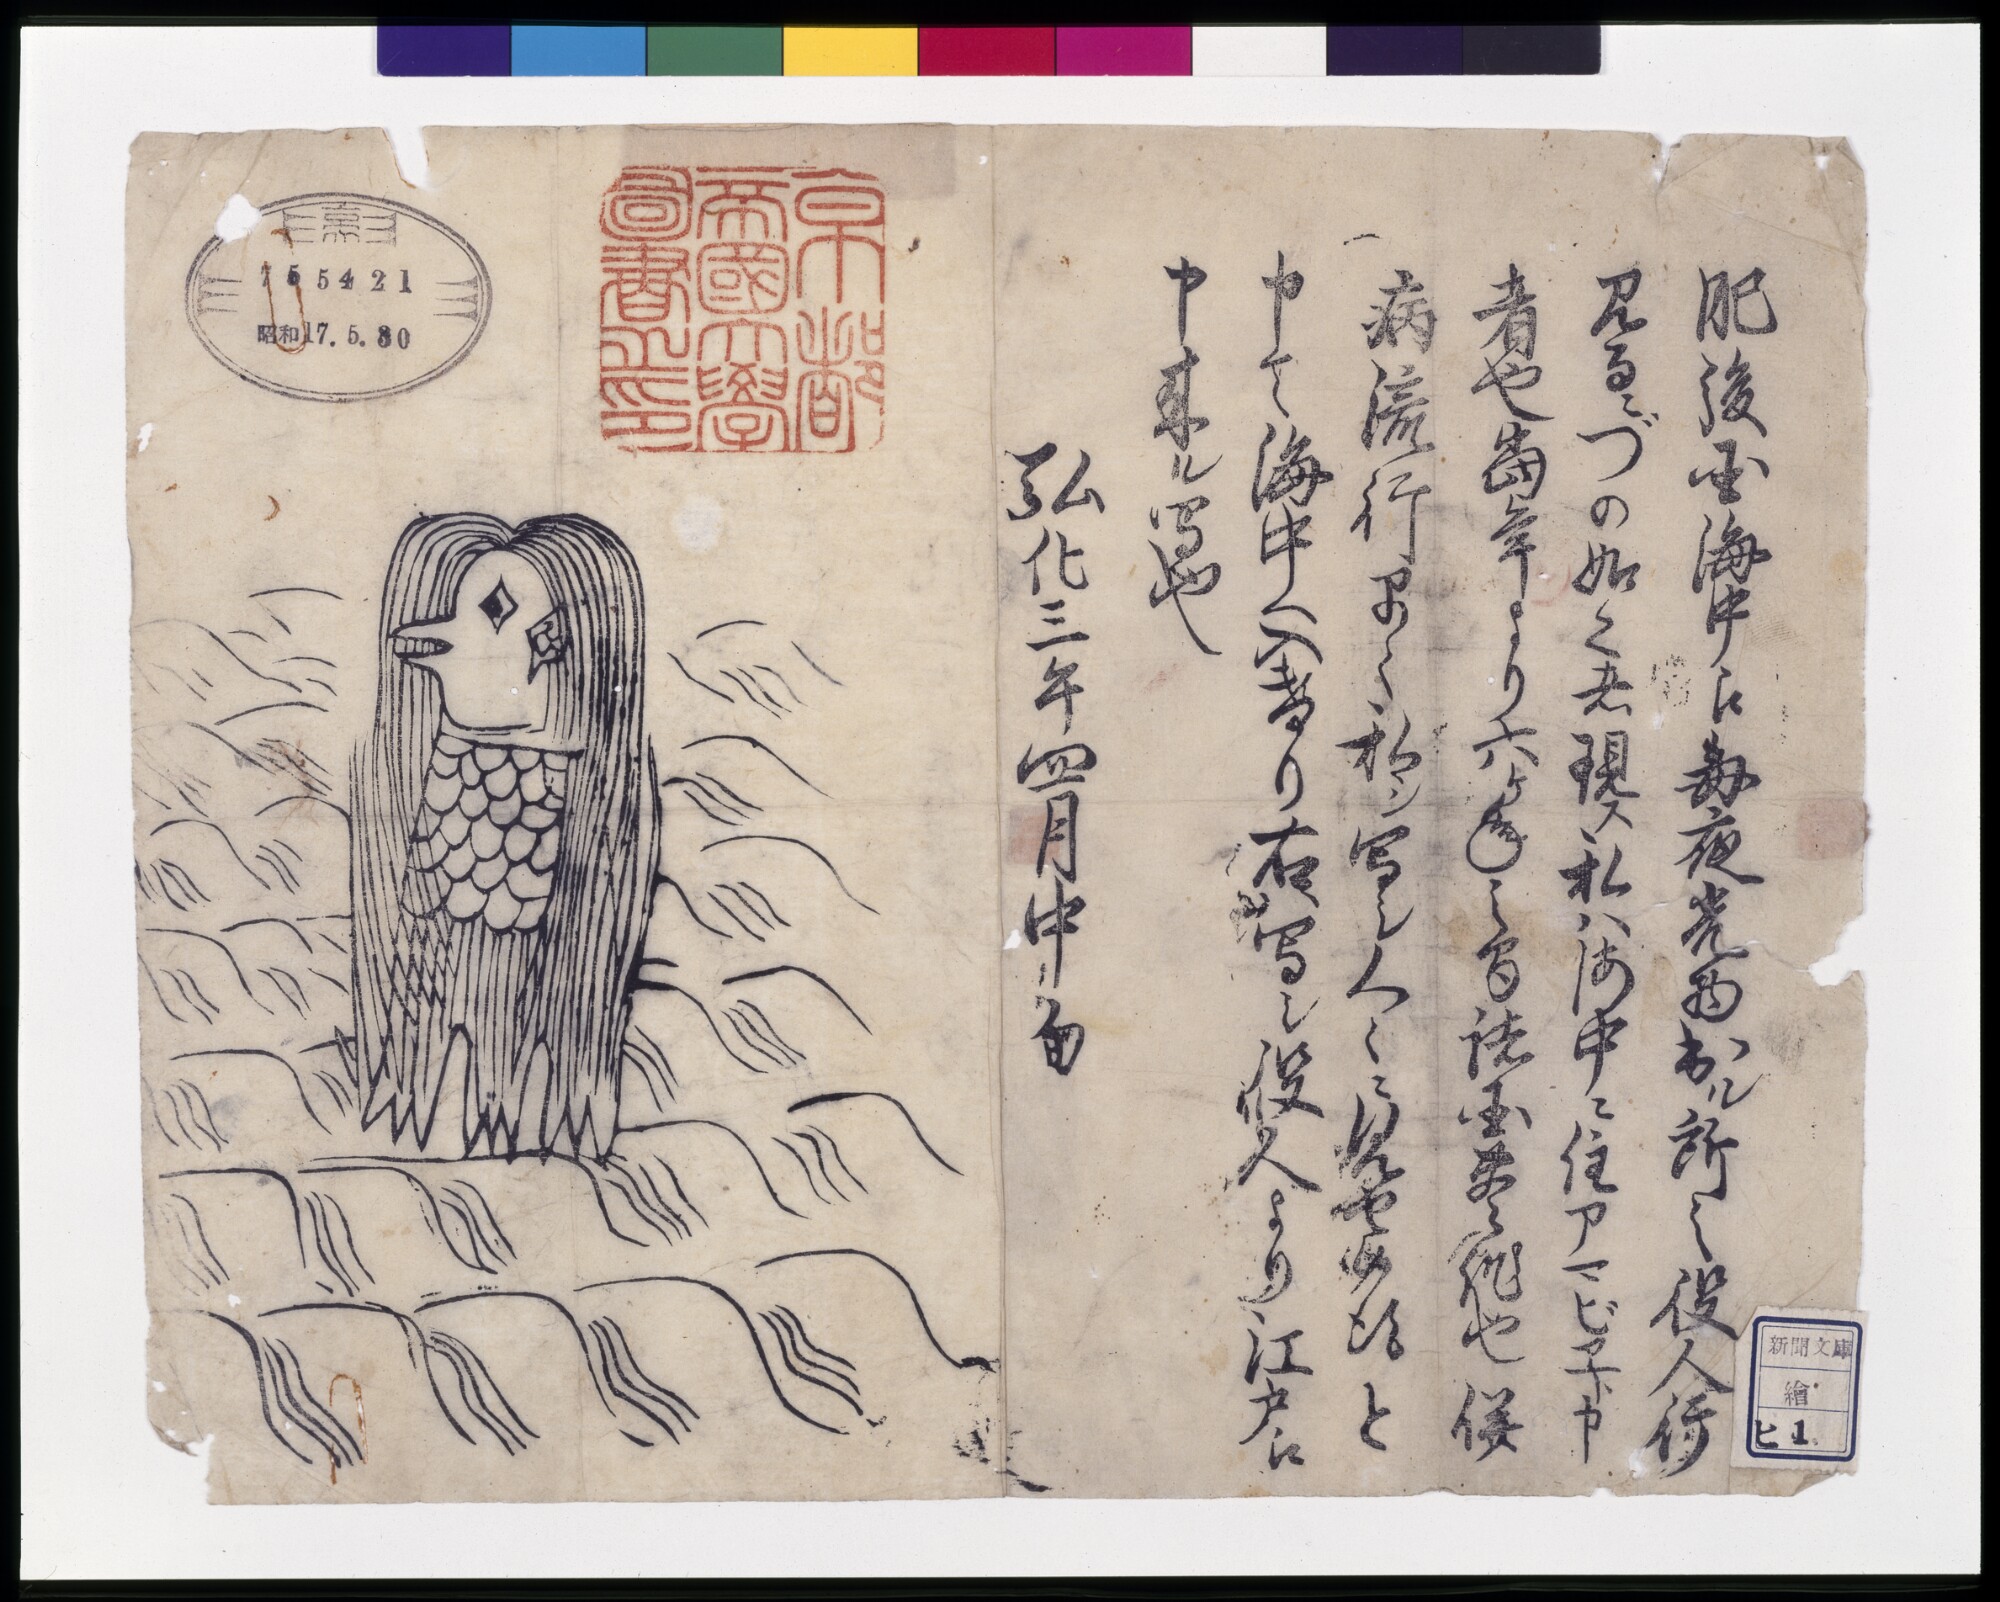 肥後国海中江毎夜光物出ル所之役人行
見るニづの如く者現ス私ハ海中ニ住アマビヱト申
者也當年より六ヶ年之間諸国豊作也併
病流行早々私シ写シ人々ニ見セ候得と
申て海中へ入けり右写シ役人より江戸江
申来ル写也
弘化三年四月中旬
京都
帝國大學
圖書之印
755421
昭和17.5.30
新聞文庫
繪
ヒ1